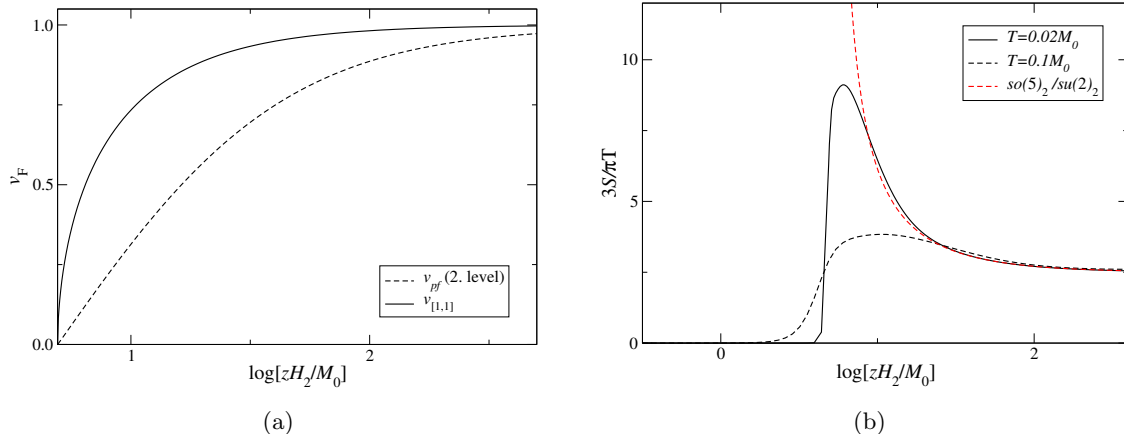 1.0
0.5
0.0
v_F
1
2
log[zH_2/M_0]
v_pf (2. level)
v_[1,1]
(a)
10
5
0
3S/πT
0
1
2
log[zH_2/M_0]
T=0.02M_0
T=0.1M_0
so(5)_2/su(2)_2
(b)